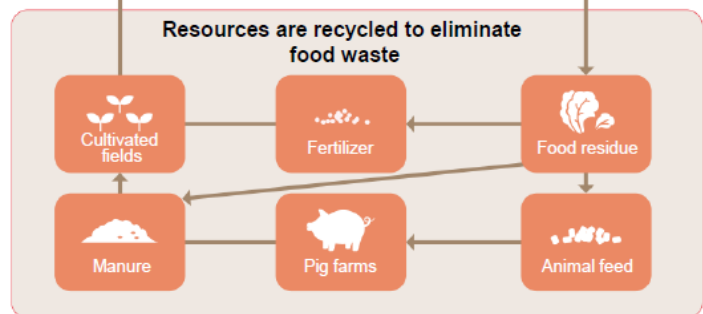 Resources are recycled to eliminate
food waste
Cultivated
fields
Fertilizer
Food residue
Manure
Pig farms
Animal feed